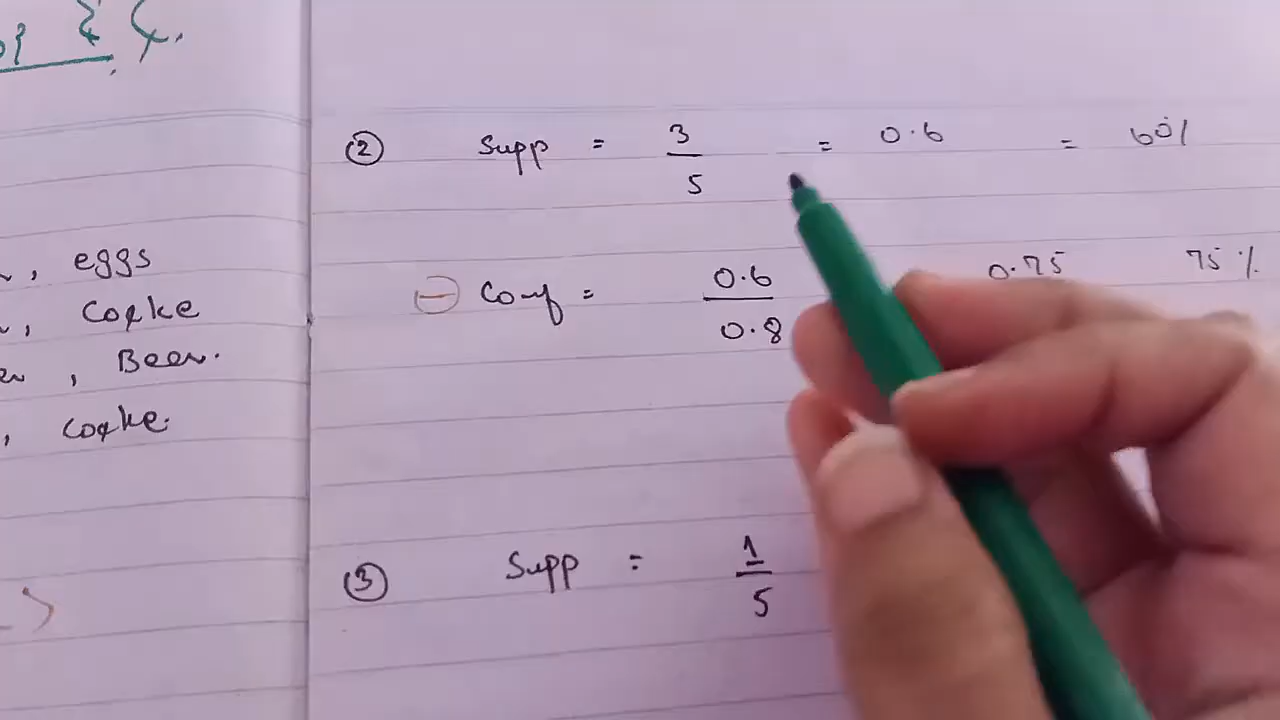 , eggs
, Coke
, Beer.
, Coke.
② Supp = 3/5 = 0.6 = 60%
Conf = 0.6/0.8 0.75 75%
③ Supp = 1/5